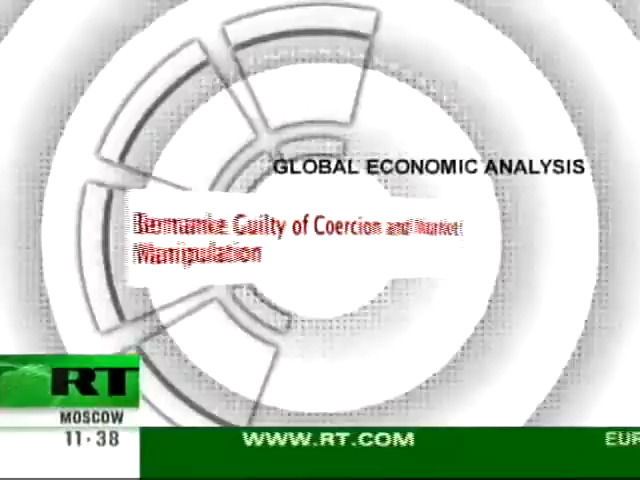 GLOBAL ECONOMIC ANALYSIS
Bernanke Guilty of Coercion and Market
Manipulation
RT
MOSCOW
11·38
WWW.RT.COM
EUR